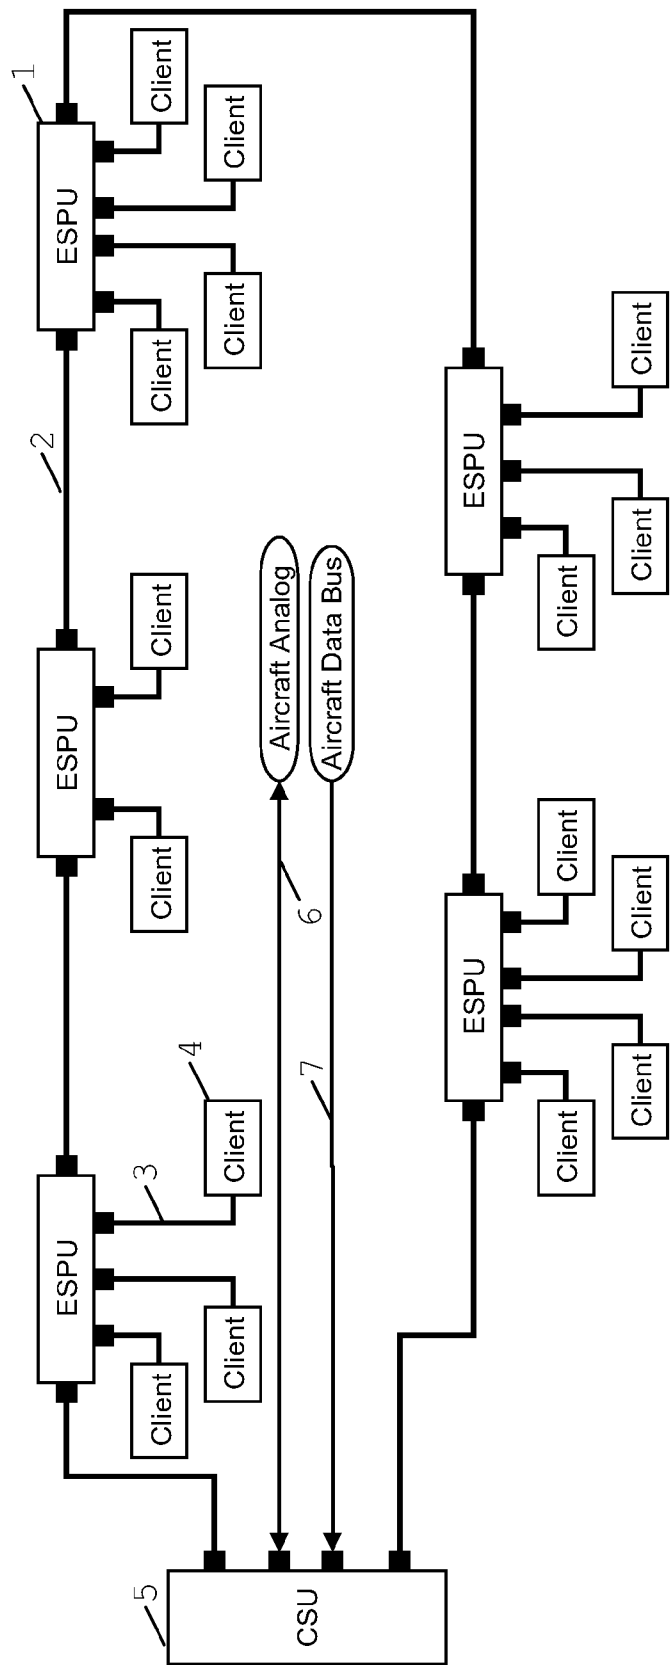 1
2
ESPU
ESPU
ESPU
5
3
Client
Client
Client
Client
Client
4
Client
Client
Client
Client
Aircraft Analog
CSU
7
6
Aircraft Data Bus
ESPU
ESPU
Client
Client
Client
Client
Client
Client
Client